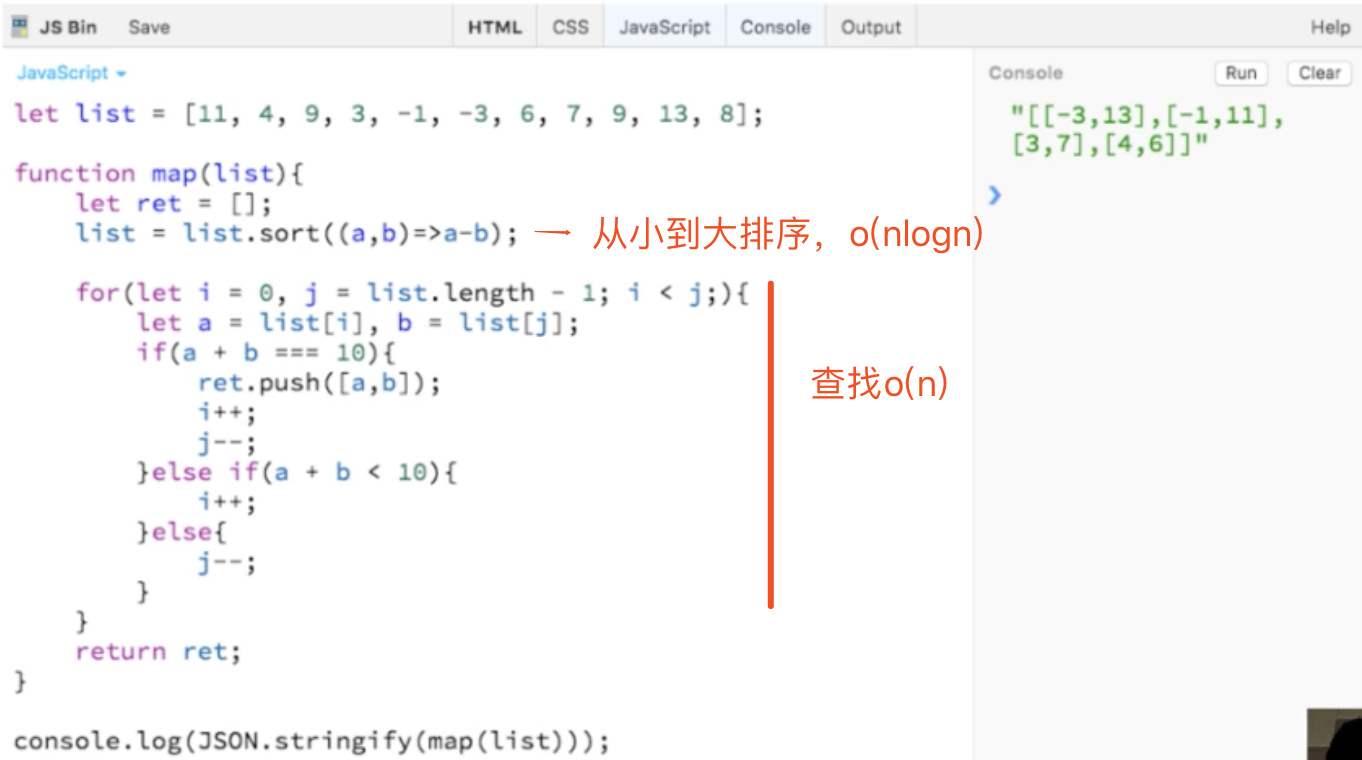 JS Bin Save HTML CSS JavaScript Console Output Help
JavaScript
let list = [11, 4, 9, 3, -1, -3, 6, 7, 9, 13, 8];
function map(list){
let ret = [];
list = list.sort((a,b)=>a-b); 从小到大排序，o(nlogn)
for(let i = 0, j = list.length - 1; i < j;){
let a = list[i], b = list[j];
if(a + b === 10){
ret.push([a,b]);
i++;
j--;
}else if(a + b < 10){
i++;
}else{
j--;
}
}
return ret;
}
console.log(JSON.stringify(map(list)));
查找o(n)
Console Run Clear
"[[-3,13],[-1,11],
[3,7],[4,6]]"